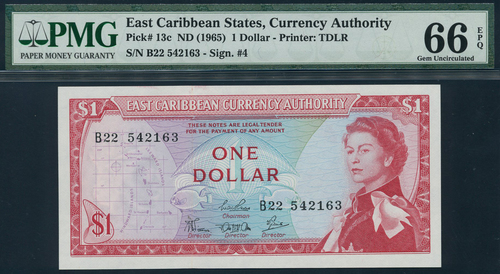 PMG
PAPER MONEY GUARANTY
East Caribbean States, Currency Authority
Pick# 13c ND (1965) 1 Dollar - Printer: TDLR
S/N B22 542163 - Sign. #4
66 EPQ
Gem Uncirculated
$1 EAST CARIBBEAN CURRENCY AUTHORITY $1
THESE NOTES ARE LEGAL TENDER
FOR THE PAYMENT OF ANY AMOUNT
B22 542163
ONE
DOLLAR
B22 542163
Chairman
$1
Director Director Director